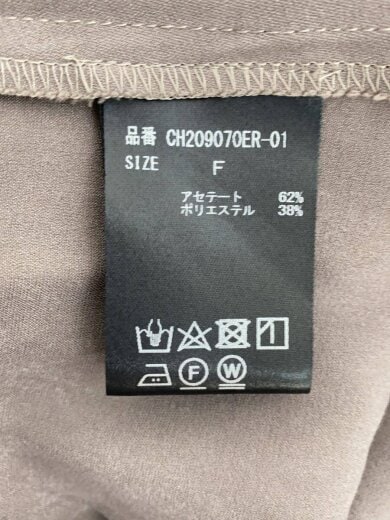 品番 CH209070ER-01
SIZE F
アセテート 62%
ポリエステル 38%
F W